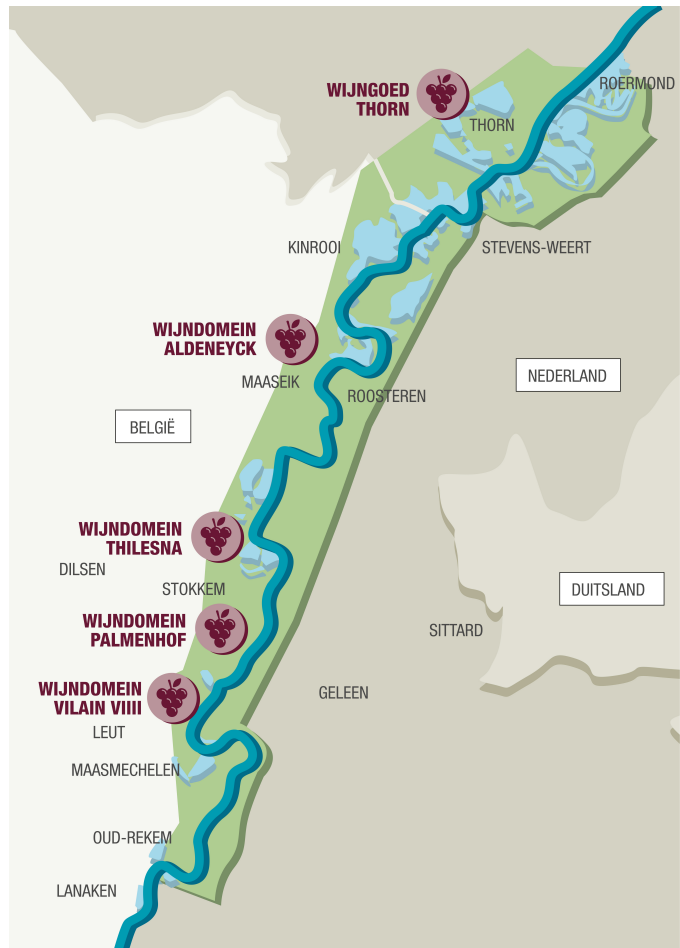 ROERMOND
WIJNGOED
THORN
THORN
KINROOI
STEVENS-WEERT
WIJNDOMEIN
ALDENEYCK
MAASEIK
ROOSTEREN
NEDERLAND
BELGIË
WIJNDOMEIN
THILESNA
DILSEN
STOKKEM
DUITSLAND
WIJNDOMEIN
PALMENHOF
SITTARD
WIJNDOMEIN
VILAIN VIIII
GELEEN
LEUT
MAASMECHELEN
OUD-REKEM
LANAKEN